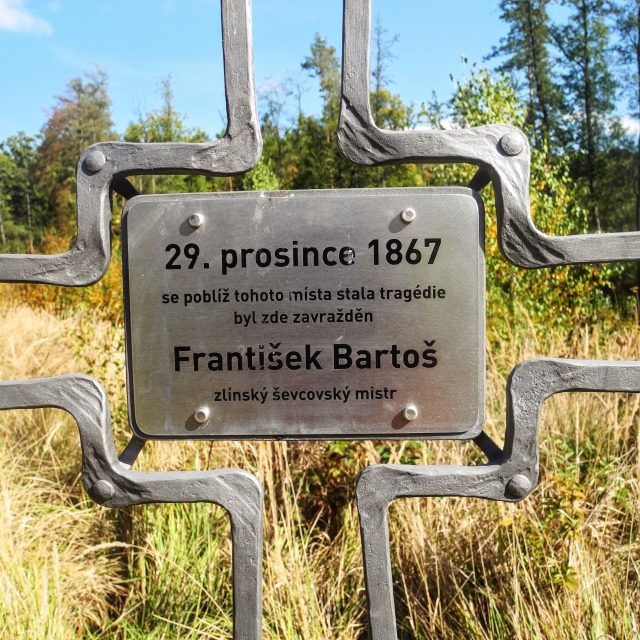 29. prosince 1867
se poblíž tohoto místa stala tragédie
byl zde zavražděn
František Bartoš
zlínský ševcovský mistr